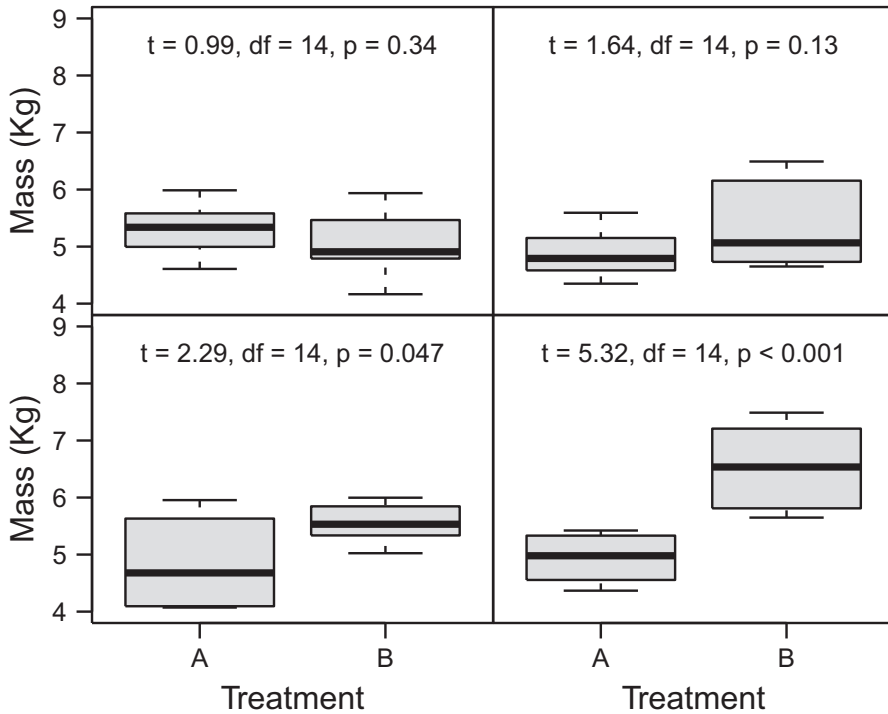 t = 0.99, df = 14, p = 0.34
t = 1.64, df = 14, p = 0.13
Mass (Kg)
9
8
7
6
5
4
t = 2.29, df = 14, p = 0.047
t = 5.32, df = 14, p < 0.001
Mass (Kg)
9
8
7
6
5
4
A
B
A
B
Treatment
Treatment